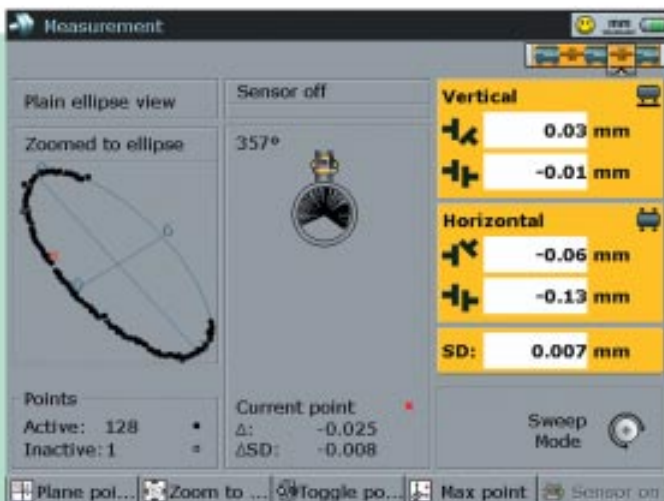 Measurement
mm
Plain ellipse view
Zoomed to ellipse
Points
Active: 128
Inactive: 1
Sensor off
357°
Current point
Δ: -0.025
ΔSD: -0.008
Vertical
0.03 mm
-0.01 mm
Horizontal
-0.06 mm
-0.13 mm
SD: 0.007 mm
Sweep
Mode
Plane poi...
Zoom to ...
Toggle po...
Max point
Sensor on